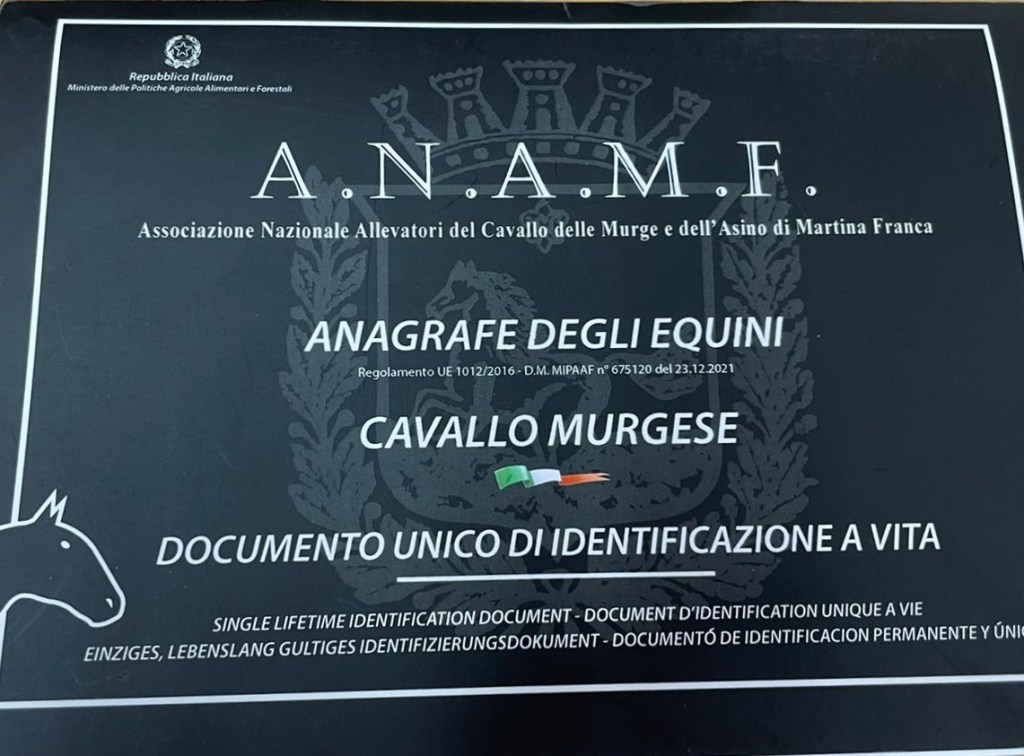 Repubblica Italiana
Ministero delle Politiche Agricole Alimentari e Forestali
A.N.A.M.F.
Associazione Nazionale Allevatori del Cavallo delle Murge e dell'Asino di Martina Franca
ANAGRAFE DEGLI EQUINI
Regolamento UE 1012/2016 - D.M. MIPAAF n° 675120 del 23.12.2021
CAVALLO MURGESE
DOCUMENTO UNICO DI IDENTIFICAZIONE A VITA
SINGLE LIFETIME IDENTIFICATION DOCUMENT - DOCUMENT D'IDENTIFICATION UNIQUE A VIE
EINZIGES, LEBENSLANG GULTIGES IDENTIFIZIERUNGSDOKUMENT - DOCUMENTÓ DE IDENTIFICACION PERMANENTE Y